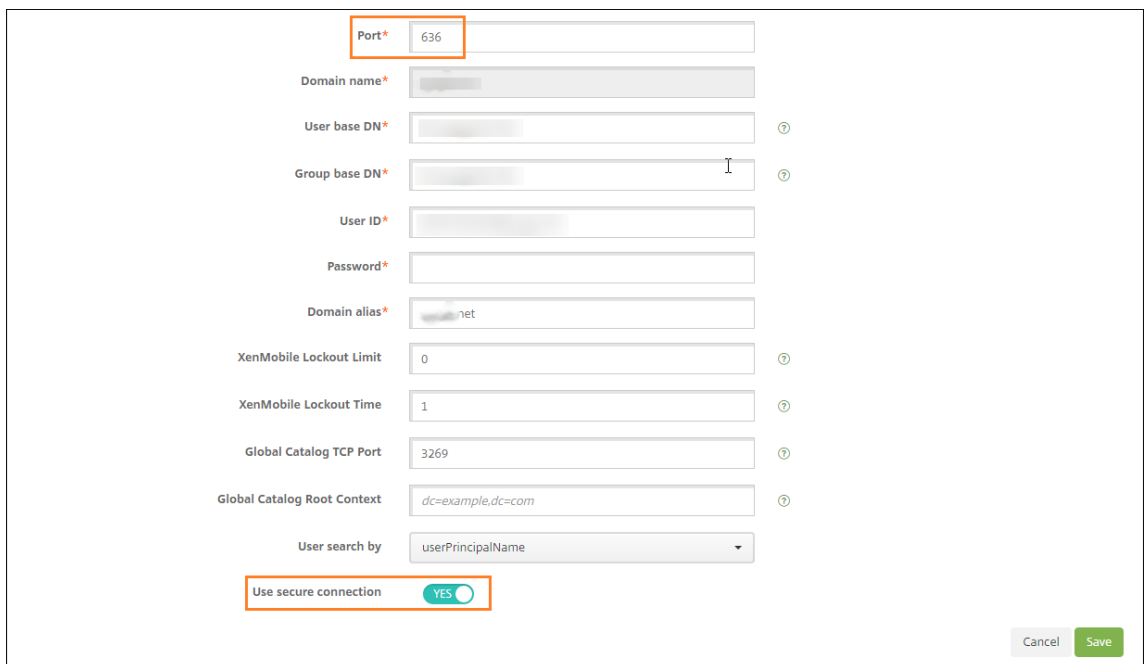 Port* 636
Domain name*
User base DN*
Group base DN*
User ID*
Password*
Domain alias* net
XenMobile Lockout Limit 0
XenMobile Lockout Time 1
Global Catalog TCP Port 3269
Global Catalog Root Context dc=example,dc=com
User search by userPrincipalName
Use secure connection YES
Cancel Save